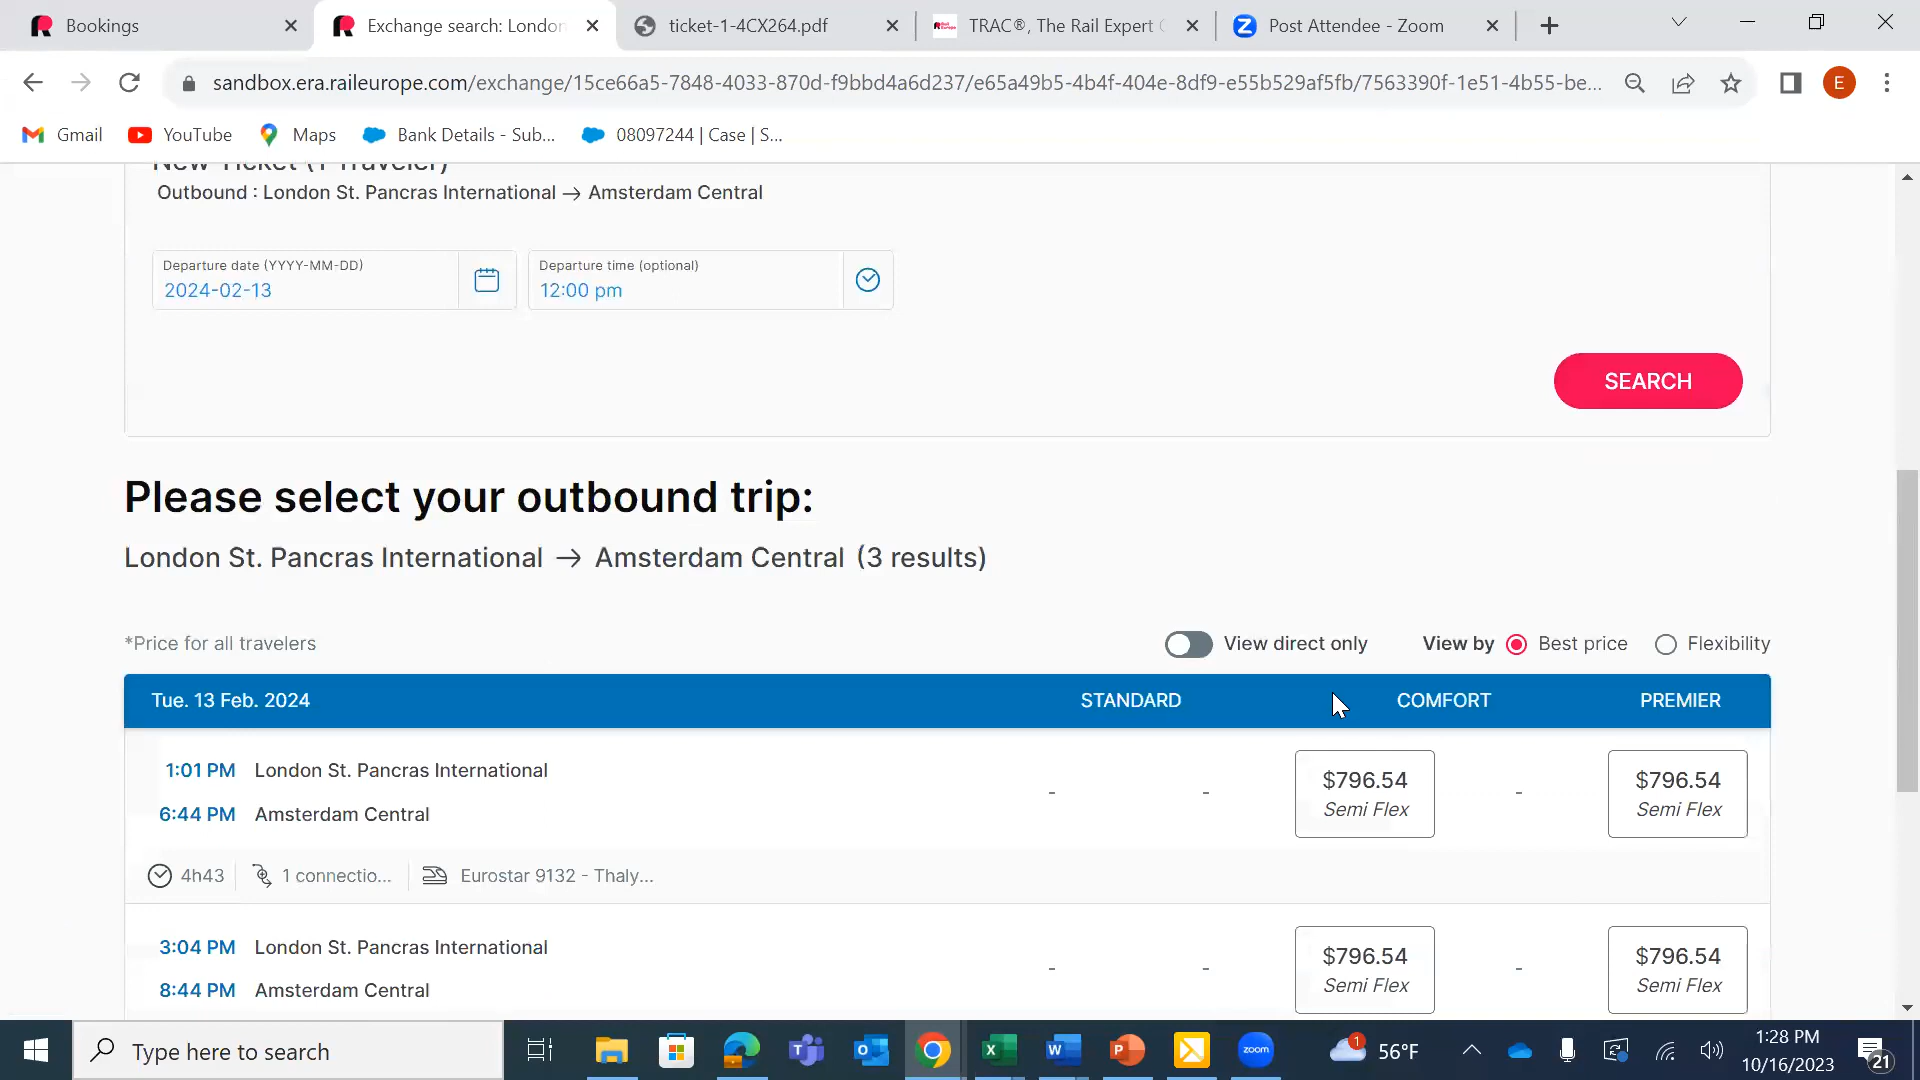 Bookings
Exchange search: London
ticket-1-4CX264.pdf
TRAC®, The Rail Expert C
Post Attendee - Zoom
sandbox.era.raileurope.com/exchange/15ce66a5-7848-4033-870d-f9bbd4a6d237/e65a49b5-4b4f-404e-8df9-e55b529af5fb/7563390f-1e51-4b55-be...
E
Gmail
YouTube
Maps
Bank Details - Sub...
08097244 | Case | S...
New Ticket (1 Traveler)
Outbound : London St. Pancras International → Amsterdam Central
Departure date (YYYY-MM-DD)
2024-02-13
Departure time (optional)
12:00 pm
SEARCH
Please select your outbound trip:
London St. Pancras International → Amsterdam Central (3 results)
*Price for all travelers
View direct only
View by
Best price
Flexibility
Tue. 13 Feb. 2024
STANDARD
COMFORT
PREMIER
1:01 PM London St. Pancras International
6:44 PM Amsterdam Central
-
-
$796.54
Semi Flex
-
$796.54
Semi Flex
4h43
1 connectio...
Eurostar 9132 - Thaly...
3:04 PM London St. Pancras International
8:44 PM Amsterdam Central
-
-
$796.54
Semi Flex
-
$796.54
Semi Flex
Type here to search
zoom
1
56°F
1:28 PM
10/16/2023
21